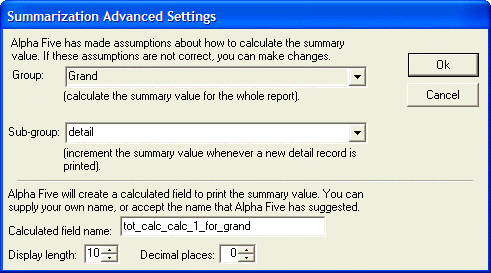 Summarization Advanced Settings
Alpha Five has made assumptions about how to calculate the summary
value. If these assumptions are not correct, you can make changes.
Ok
Group: Grand
(calculate the summary value for the whole report).
Cancel
Sub-group: detail
(increment the summary value whenever a new detail record is
printed).
Alpha Five will create a calculated field to print the summary value. You can
supply your own name, or accept the name that Alpha Five has suggested.
Calculated field name: tot_calc_calc_1_for_grand
Display length: 10 Decimal places: 0